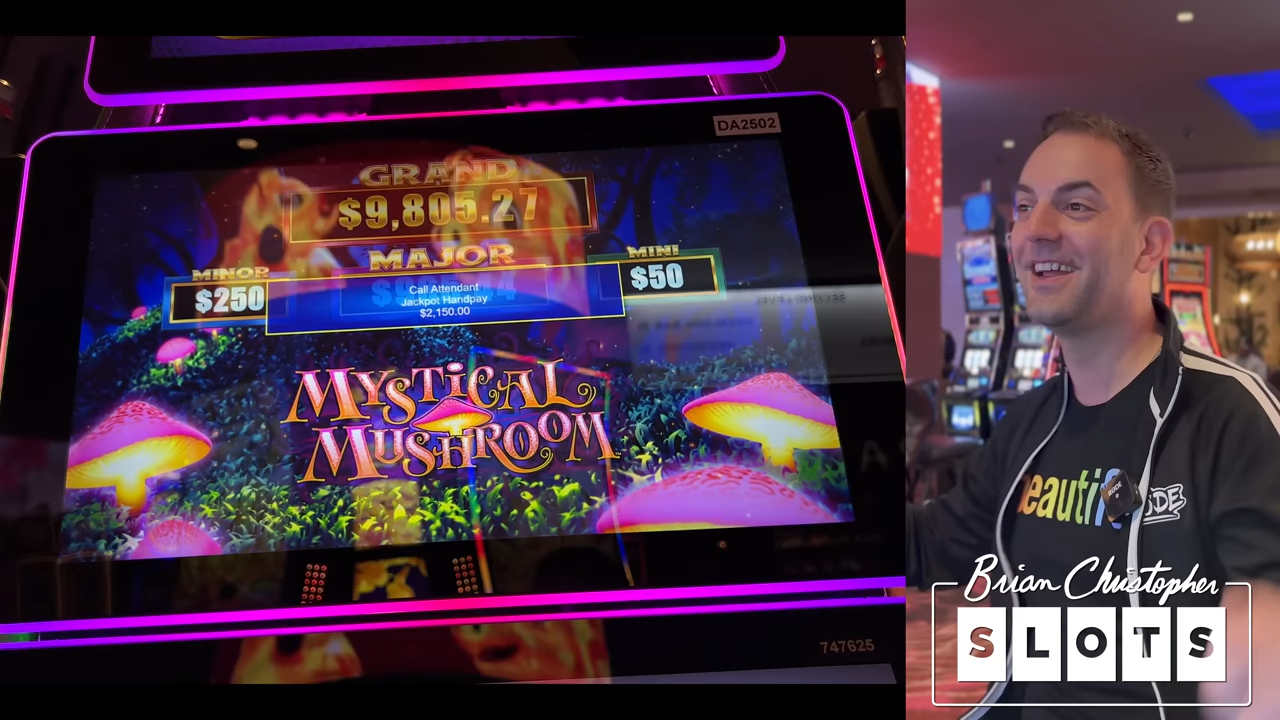 DA2502
GRAND
$9,805.27
MAJOR
MINOR
$250
MINI
$50
Call Attendant
Jackpot Handpay
$2,150.00
MYSTICAL
MUSHROOM
747625
RODE
Brian Christopher
SLOTS